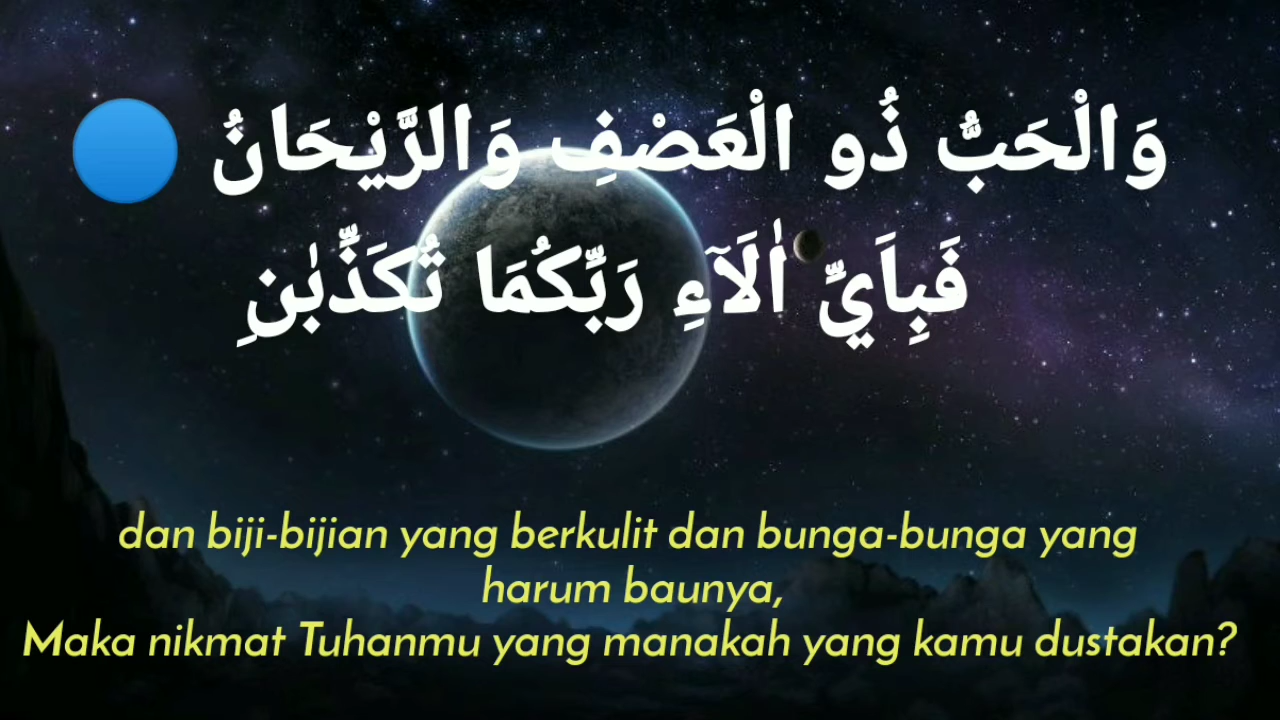 وَالْحَبُّ ذُو الْعَصْفِ وَالرَّيْحَانُ
فَبِاَيِّ اٰلَاۤءِ رَبِّكُمَا تُكَذِّبٰنِ
dan biji-bijian yang berkulit dan bunga-bunga yang
harum baunya,
Maka nikmat Tuhanmu yang manakah yang kamu dustakan?